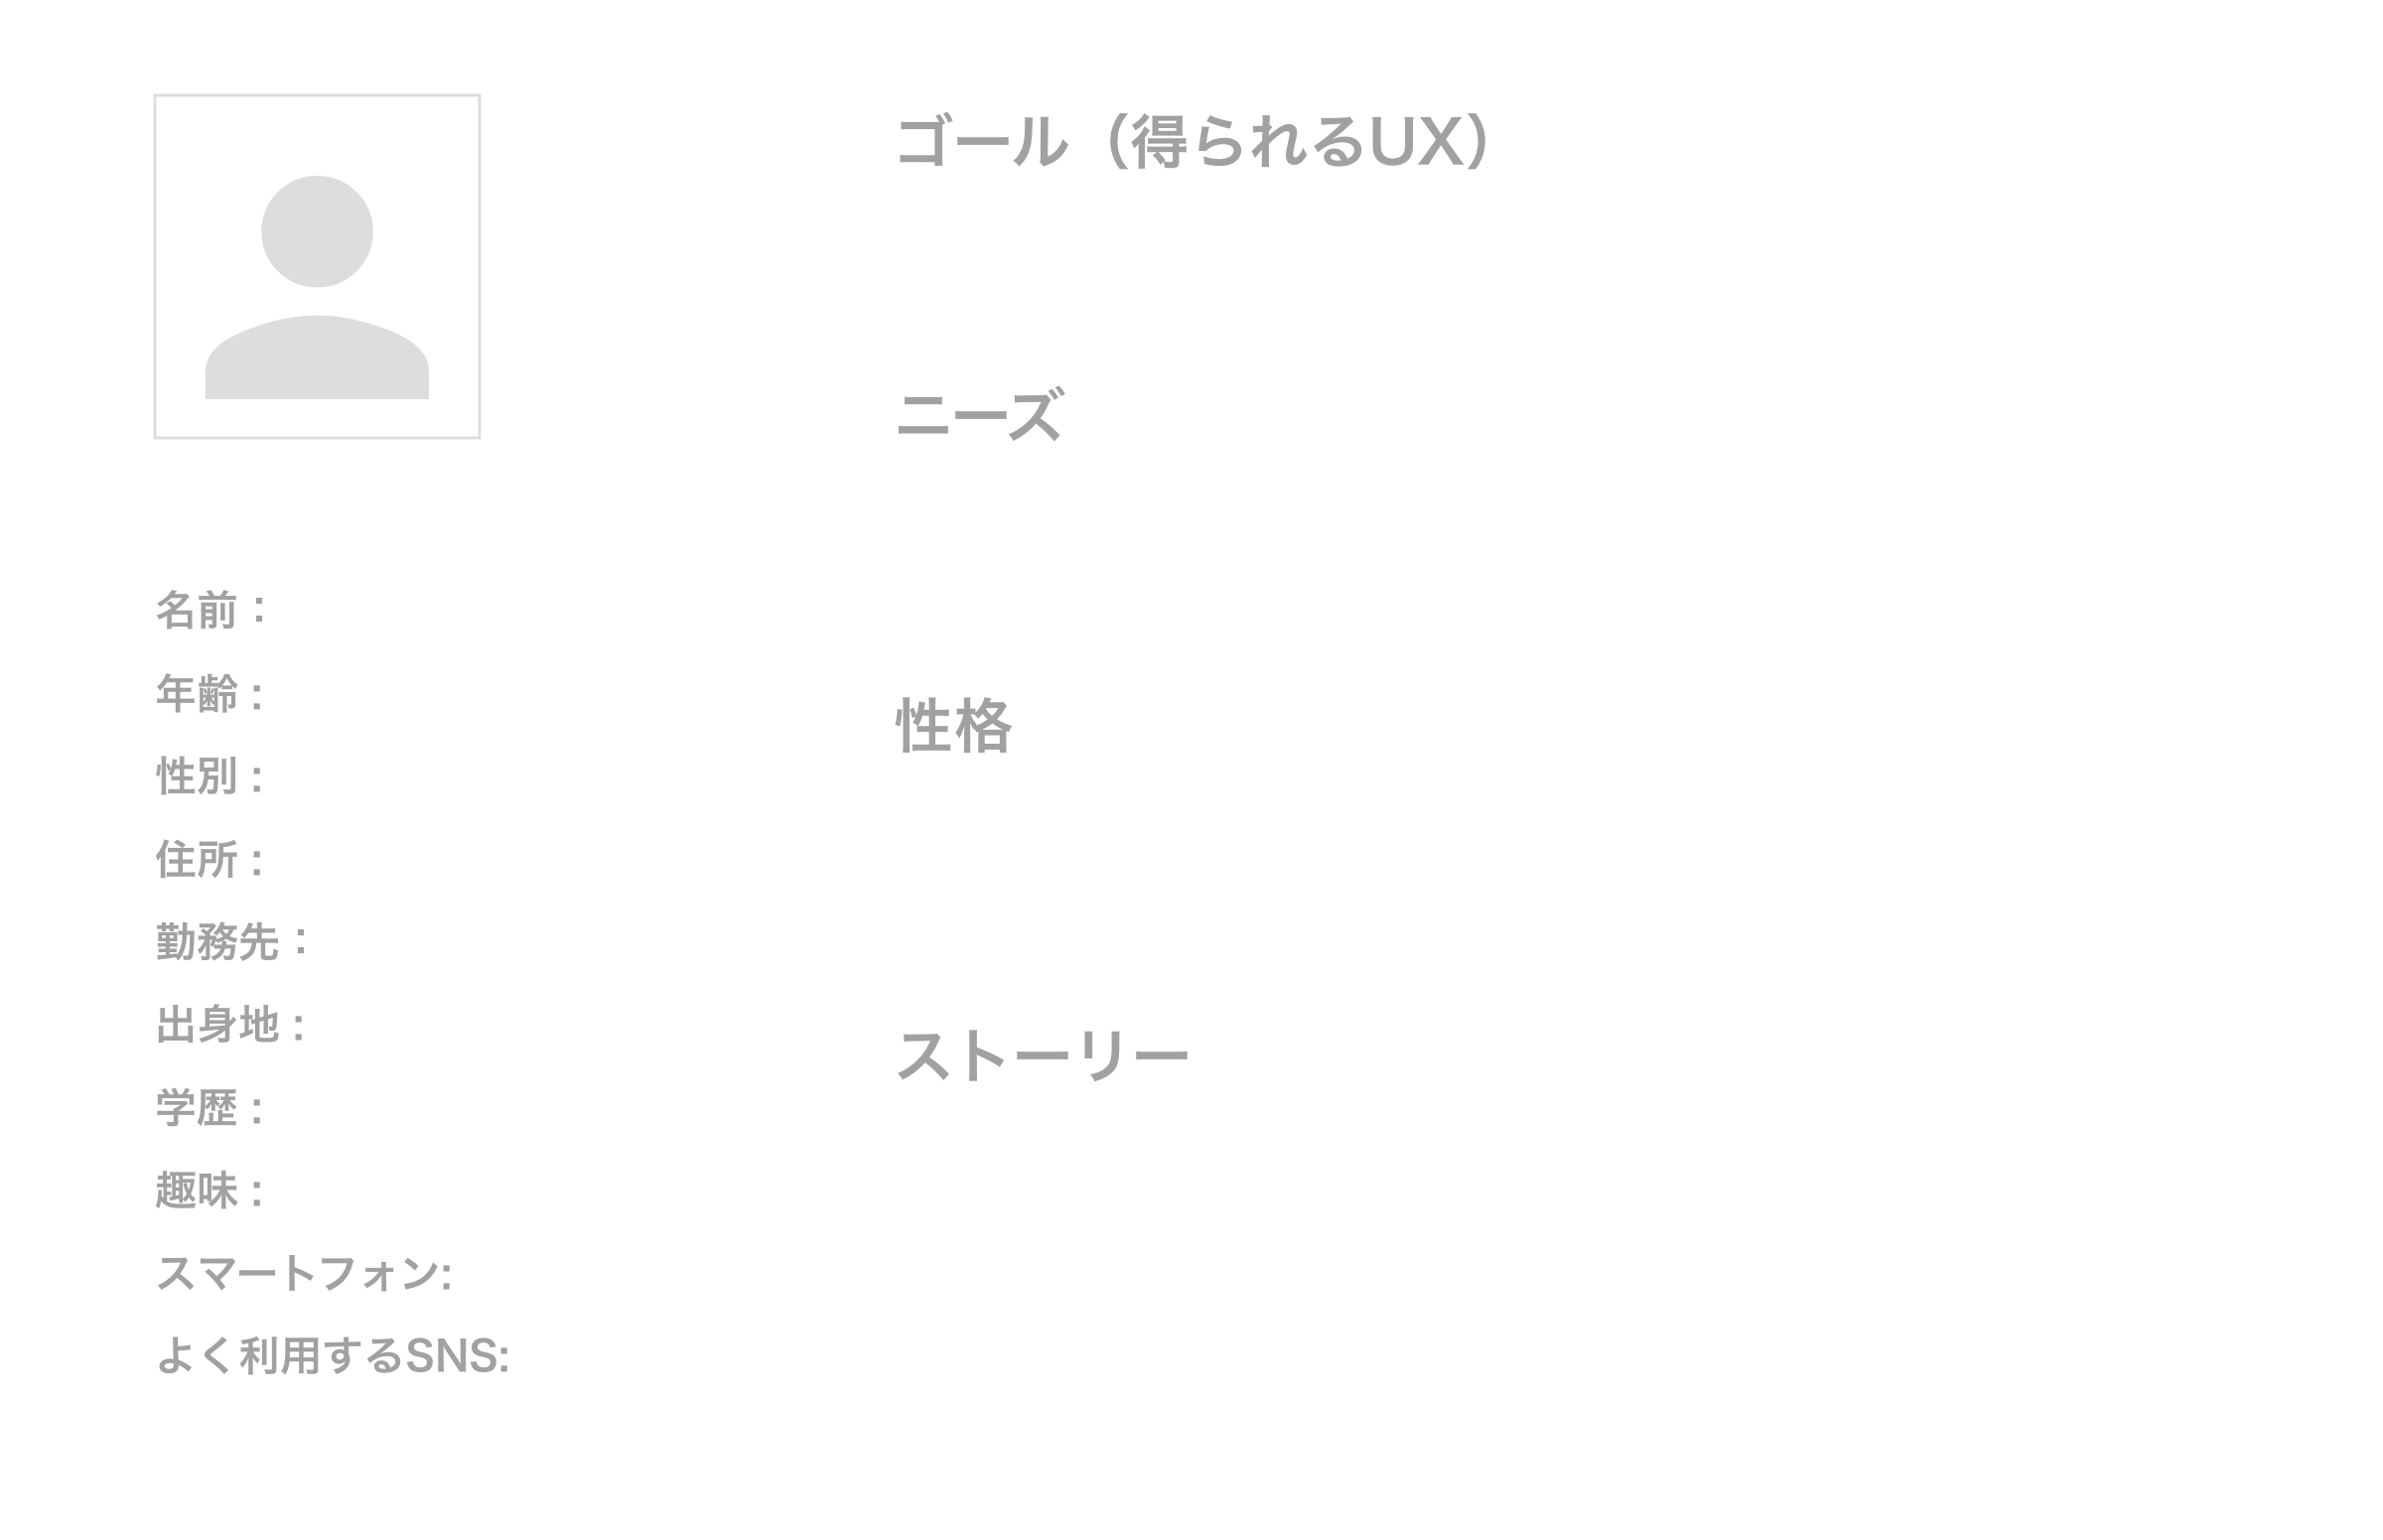 名前：
年齢：
性別：
住所：
勤務先：
出身地：
学歴：
趣味：
スマートフォン：
よく利用するSNS:
ゴール（得られるUX）
ニーズ
性格
ストーリー